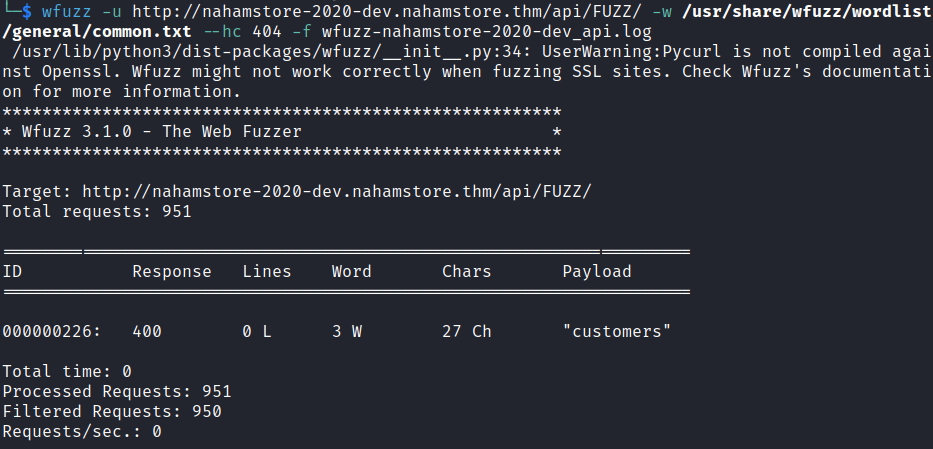 └─$ wfuzz -u http://nahamstore-2020-dev.nahamstore.thm/api/FUZZ/ -w /usr/share/wfuzz/wordlist
/general/common.txt --hc 404 -f wfuzz-nahamstore-2020-dev_api.log
 /usr/lib/python3/dist-packages/wfuzz/__init__.py:34: UserWarning:Pycurl is not compiled agai
nst Openssl. Wfuzz might not work correctly when fuzzing SSL sites. Check Wfuzz's documentati
on for more information.
********************************************************
* Wfuzz 3.1.0 - The Web Fuzzer                         *
********************************************************

Target: http://nahamstore-2020-dev.nahamstore.thm/api/FUZZ/
Total requests: 951

=====================================================================
ID           Response   Lines    Word       Chars       Payload
=====================================================================

000000226:   400        0 L      3 W        27 Ch       "customers"

Total time: 0
Processed Requests: 951
Filtered Requests: 950
Requests/sec.: 0